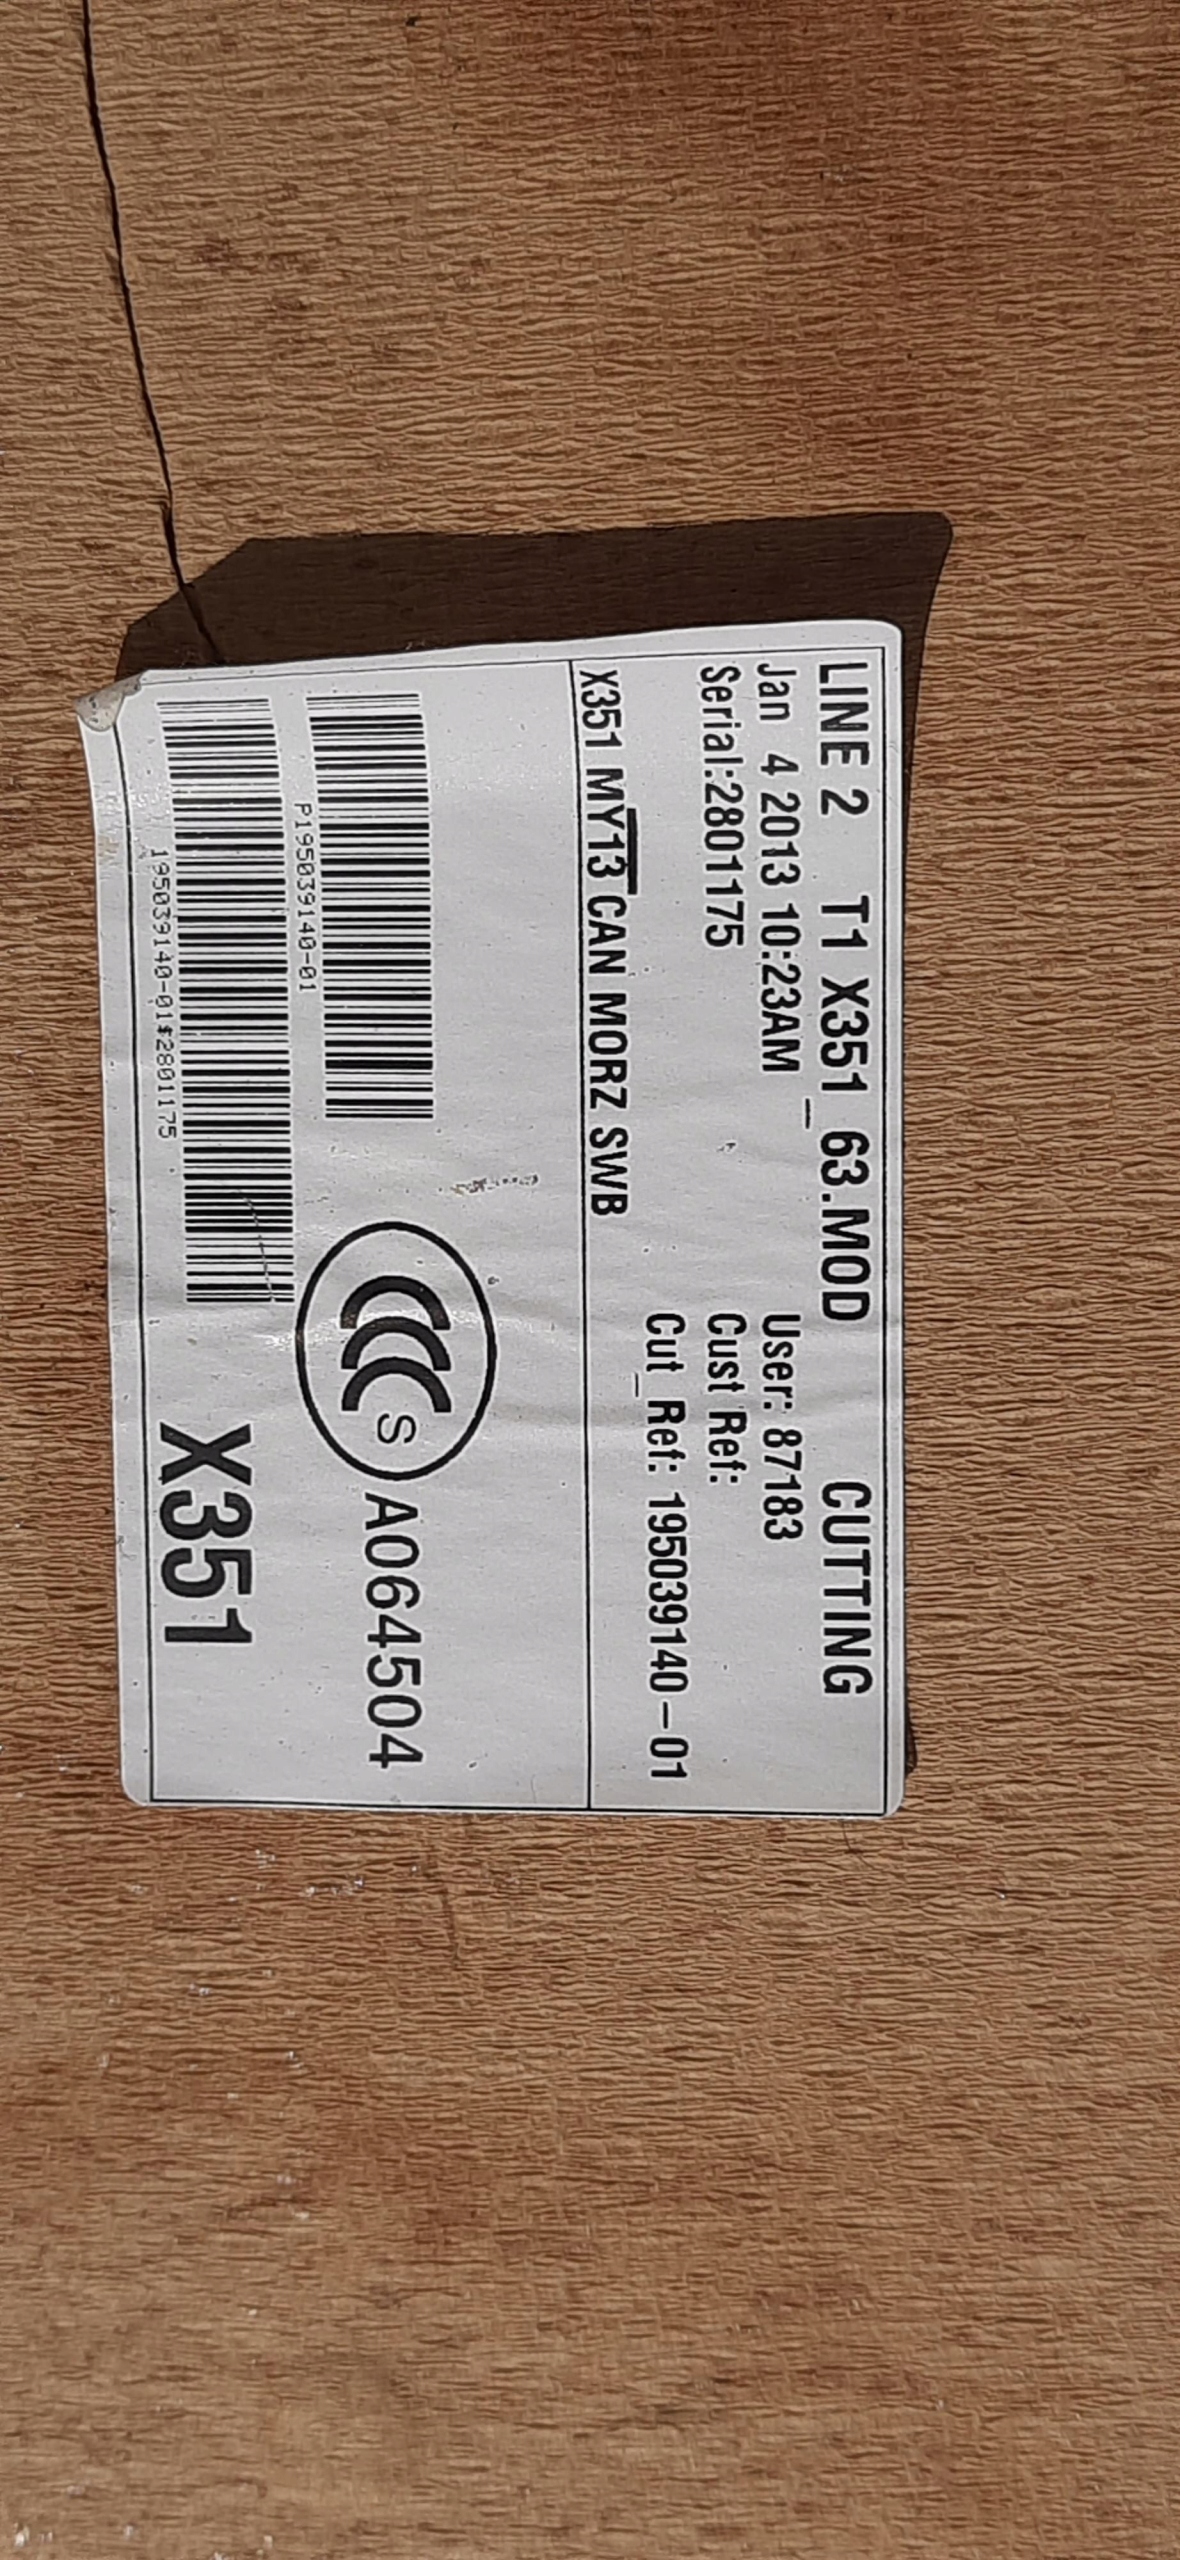 LINE 2 T1 X351_63.MOD CUTTING
Jan 4 2013 10:23AM User: 87183
Serial:2801175 Cust Ref:
Cut_Ref: 195039140-01
X351 MY13 CAN MORZ SWB
P195039140-01
CCC S A064504
195039140-01$2801175
X351